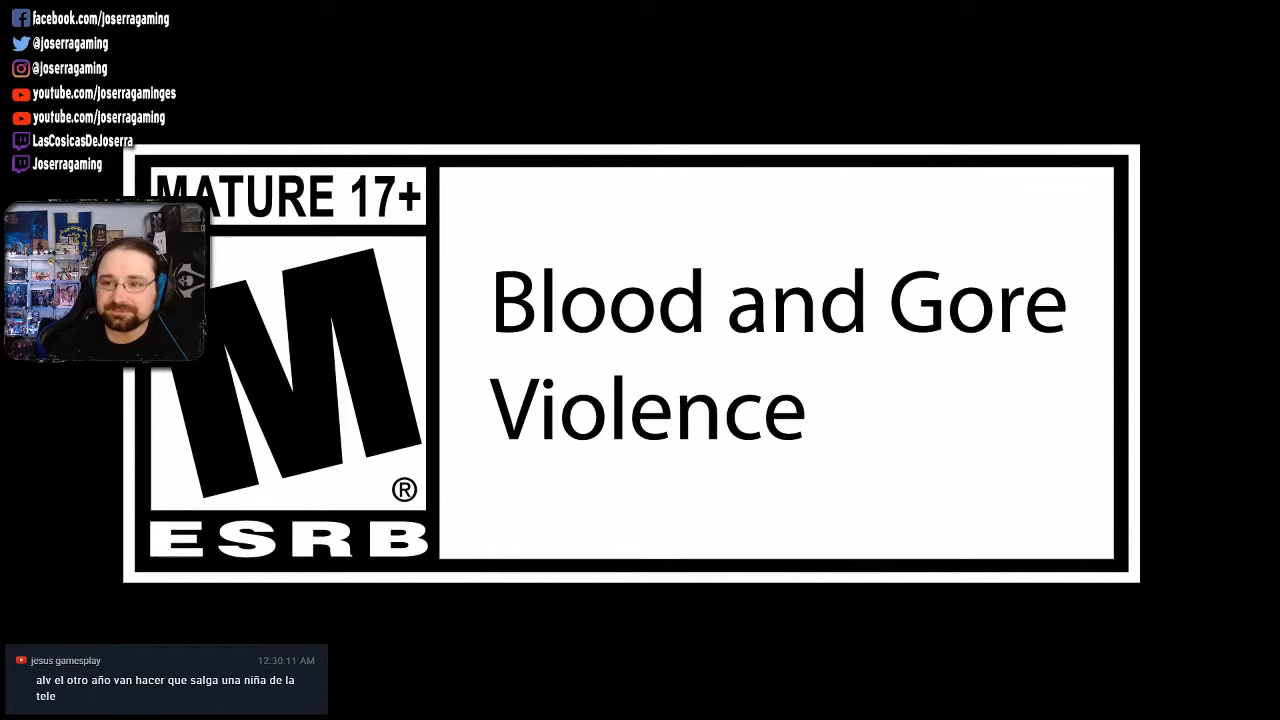 facebook.com/joserragaming
@joserragaming
@joserragaming
youtube.com/joserragaminges
youtube.com/joserragaming
LasCosicasDeJoserra
Joserragaming
MATURE 17+
M
®
ESRB
Blood and Gore
Violence
jesus gamesplay 12.30.11 AM
alv el otro año van hacer que salga una niña de la
tele